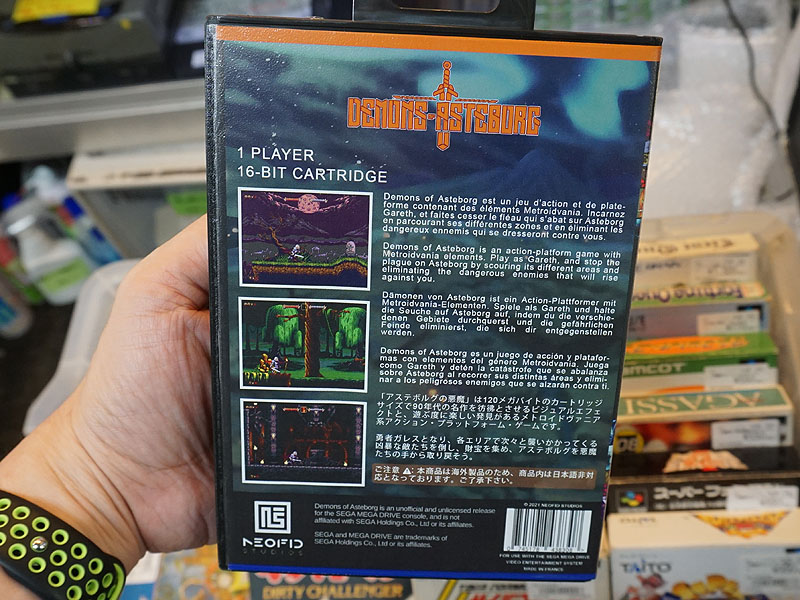 DEMONS OF ASTEBORG
1 PLAYER
16-BIT CARTRIDGE
Demons of Asteborg est un jeu d'action et de plate-
forme contenant des éléments Metroidvania. Incarnez
Gareth, et faites cesser le fléau qui s'abat sur Asteborg
en parcourant ses différentes zones et en éliminant les
dangereux ennemis qui se dresseront contre vous.
Demons of Asteborg is an action-platform game with
Metroidvania elements. Play as Gareth, and stop the
plague on Asteborg by scouring its different areas and
eliminating the dangerous enemies that will rise
against you.
Dämonen von Asteborg ist ein Action-Plattformer mit
Metroidvania-Elementen. Spiele als Gareth und halte
die Seuche auf Asteborg auf, indem du die verschie-
denen Gebiete durchquerst und die gefährlichen
Feinde eliminierst, die sich dir entgegenstellen
werden.
Demons of Asteborg es un juego de acción y platafor-
mas con elementos del género Metroidvania. Juega
como Gareth y detén la catástrofe que se abalanza
sobre Asteborg al recorrer sus distintas áreas y elimi-
nar a los peligrosos enemigos que se alzarán contra ti.
「アステボルグの悪魔」は120メガバイトのカートリッジ
サイズで90年代の名作を彷彿とさせるビジュアルエフェ
クトと、遊ぶ度に楽しい発見があるメトロイドヴァニア
系アクション・プラットフォーム・ゲームです。
勇者ガレスとなり、各エリアで次々と襲いかかってくる
凶暴な敵たちを倒し、財宝を集め、アステボルグを悪魔
たちの手から取り戻そう。
ご注意 ⚠: 本商品は海外製品のため、商品内は日本語非対
応となっております。ご了承下さい。
NEOFID
STUDIOS
Demons of Asteborg is an unofficial and unlicensed release
for the SEGA MEGA DRIVE console, and is not
affiliated with SEGA Holdings Co., Ltd or its affiliates.
SEGA and MEGA DRIVE are trademarks of
SEGA Holdings Co., Ltd or its affiliates.
© 2021 NEOFID STUDIOS
FOR USE WITH THE SEGA MEGA DRIVE
VIDEO ENTERTAINMENT SYSTEM
MADE IN FRANCE
AGASSI
スーパーファミコン
TAITO